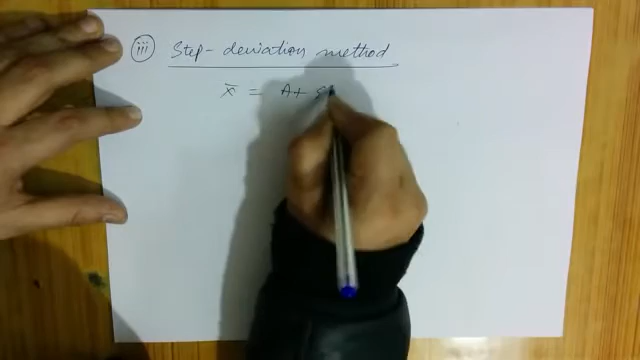 (iii) Step-deviation method
x̄ = A+ Σ